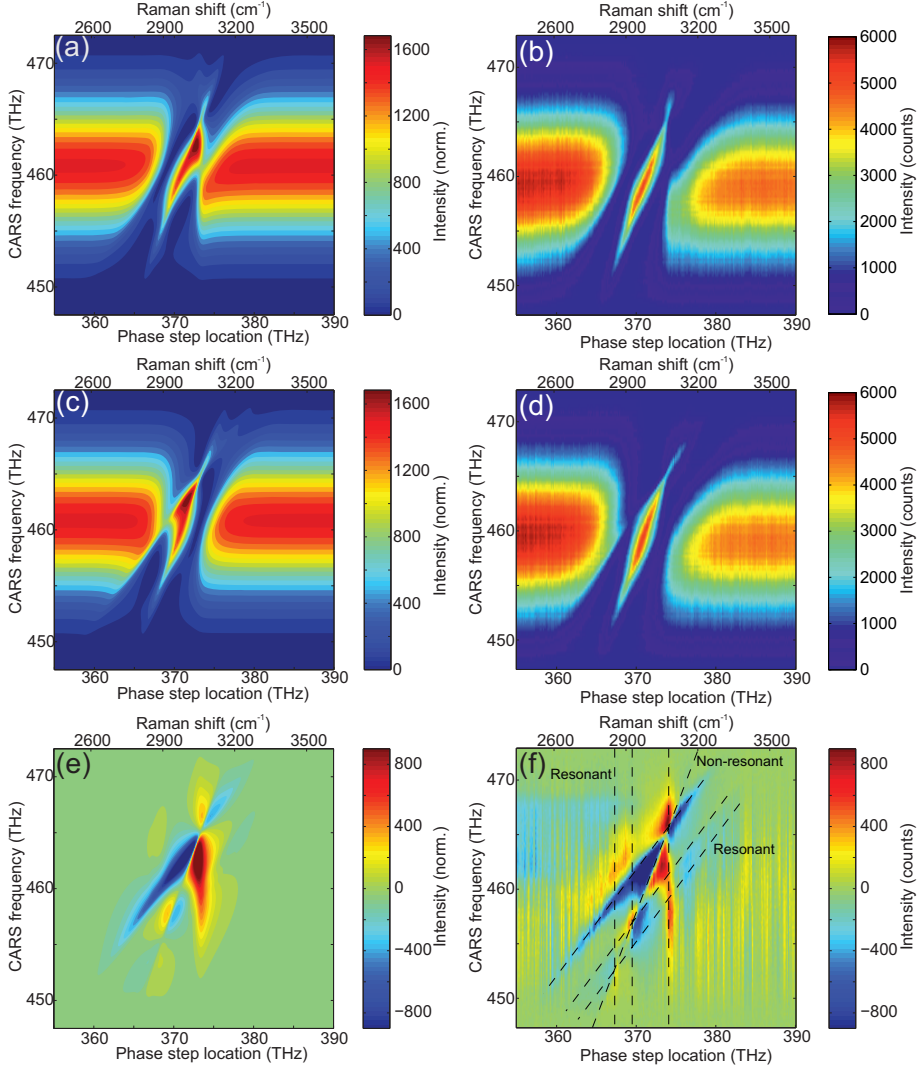 Raman shift (cm⁻¹)
2600 2900 3200 3500
(a)
CARS frequency (THz)
470
460
450
360 370 380 390
Phase step location (THz)
1600
1200
800
400
0
Intensity (norm.)
Raman shift (cm⁻¹)
2600 2900 3200 3500
(b)
CARS frequency (THz)
470
460
450
360 370 380 390
Phase step location (THz)
6000
5000
4000
3000
2000
1000
0
Intensity (counts)
Raman shift (cm⁻¹)
2600 2900 3200 3500
(c)
CARS frequency (THz)
470
460
450
360 370 380 390
Phase step location (THz)
1600
1200
800
400
0
Intensity (norm.)
Raman shift (cm⁻¹)
2600 2900 3200 3500
(d)
CARS frequency (THz)
470
460
450
360 370 380 390
Phase step location (THz)
6000
5000
4000
3000
2000
1000
0
Intensity (counts)
Raman shift (cm⁻¹)
2600 2900 3200 3500
(e)
CARS frequency (THz)
470
460
450
360 370 380 390
Phase step location (THz)
800
400
0
−400
−800
Intensity (norm.)
Raman shift (cm⁻¹)
2600 2900 3200 3500
(f)
Resonant
Non-resonant
Resonant
CARS frequency (THz)
470
460
450
360 370 380 390
Phase step location (THz)
800
400
0
−400
−800
Intensity (counts)